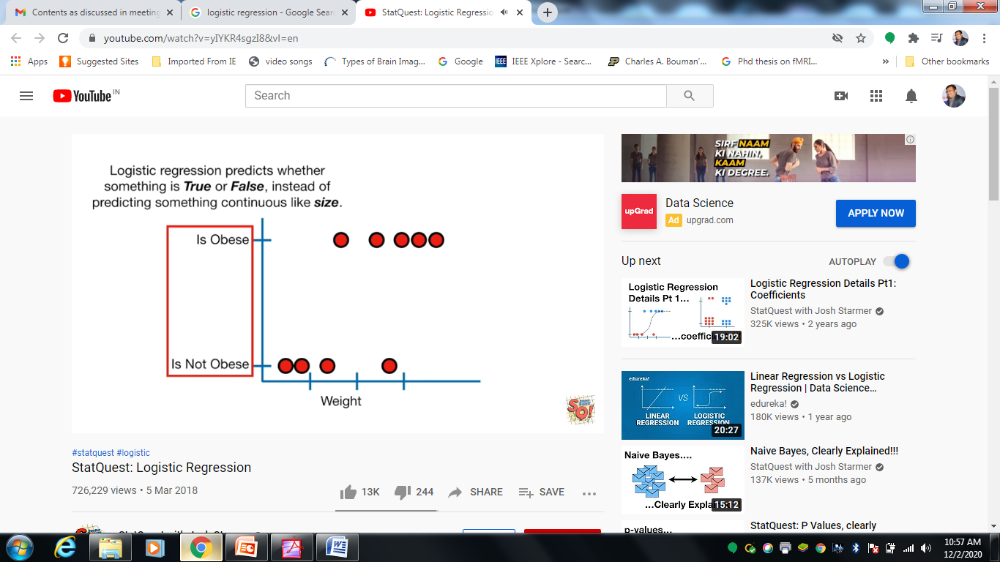 Contents as discussed in meeting
logistic regression - Google Sear
StatQuest: Logistic Regressio
youtube.com/watch?v=yIYKR4sgzI8&vl=en
Apps
Suggested Sites
Imported From IE
video songs
Types of Brain Imag...
Google
IEEE Xplore - Searc...
Charles A. Bouman'...
Phd thesis on fMRI...
»
Other bookmarks
YouTube IN
Search
Logistic regression predicts whether
something is True or False, instead of
predicting something continuous like size.
Is Obese
Is Not Obese
Weight
SQ!
#statquest #logistic
StatQuest: Logistic Regression
726,229 views • 5 Mar 2018
13K
244
SHARE
SAVE
SIRF NAAM
KI NAHIN,
KAAM
KI DEGREE.
upGrad
Data Science
Ad upgrad.com
APPLY NOW
Up next
AUTOPLAY
Logistic Regression
Details Pt 1...
...coeffici
19:02
Logistic Regression Details Pt1:
Coefficients
StatQuest with Josh Starmer
325K views • 2 years ago
edureka!
VS
LINEAR
REGRESSION
LOGISTIC
REGRESSION
20:27
Linear Regression vs Logistic
Regression | Data Science...
edureka!
180K views • 1 year ago
Naive Bayes....
...Clearly Expla
15:12
Naive Bayes, Clearly Explained!!!
StatQuest with Josh Starmer
137K views • 5 months ago
p-values...
StatQuest: P Values, clearly
10:57 AM
12/2/2020